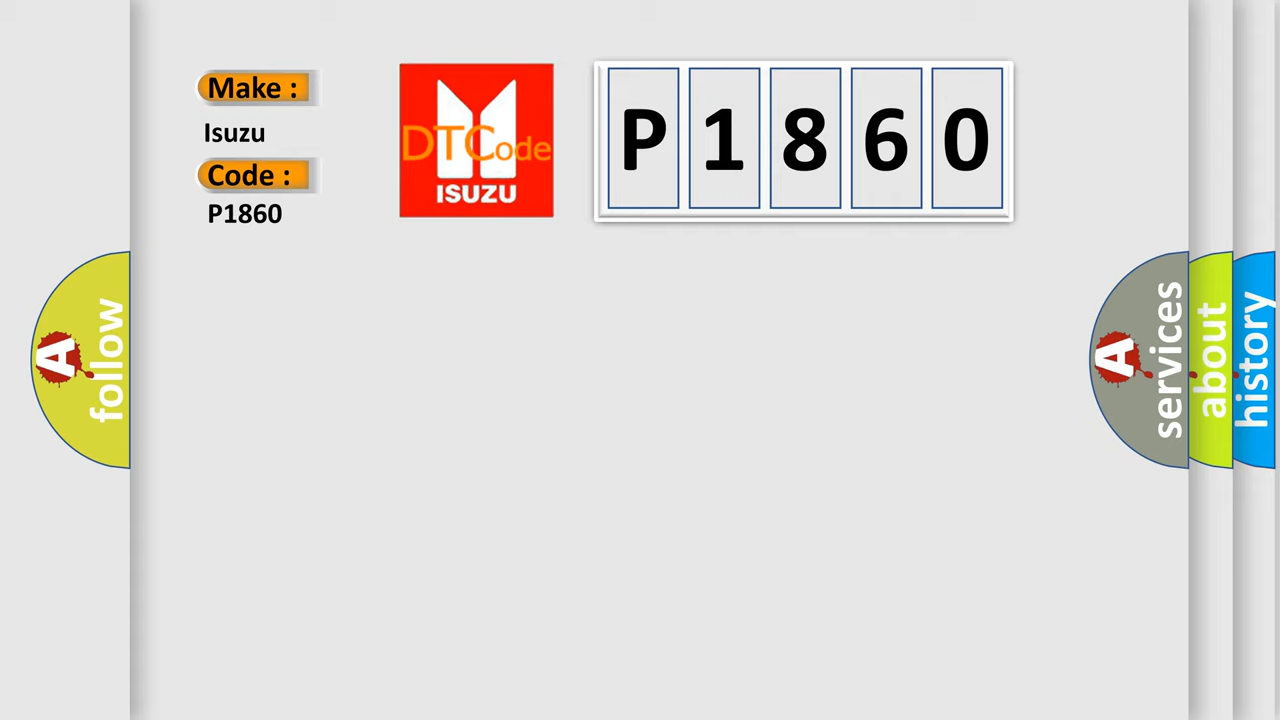 Make :
Isuzu
Code :
P1860
DTCode
ISUZU
P 1 8 6 0
A follow
A services
about
history